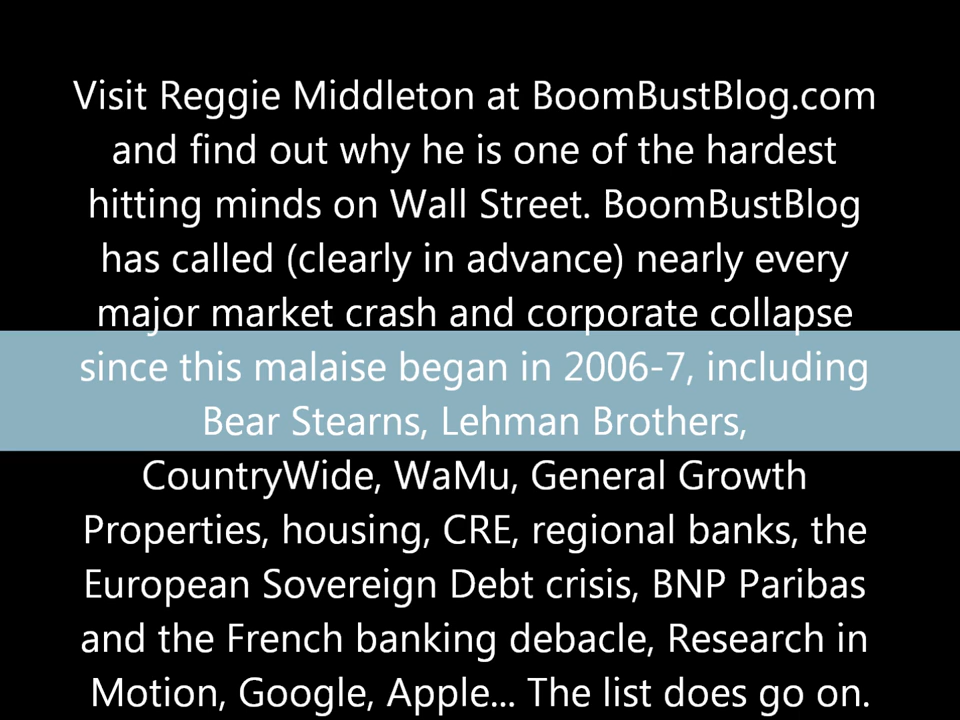 Visit Reggie Middleton at BoomBustBlog.com
and find out why he is one of the hardest
hitting minds on Wall Street. BoomBustBlog
has called (clearly in advance) nearly every
major market crash and corporate collapse
since this malaise began in 2006-7, including
Bear Stearns, Lehman Brothers,
CountryWide, WaMu, General Growth
Properties, housing, CRE, regional banks, the
European Sovereign Debt crisis, BNP Paribas
and the French banking debacle, Research in
Motion, Google, Apple... The list does go on.